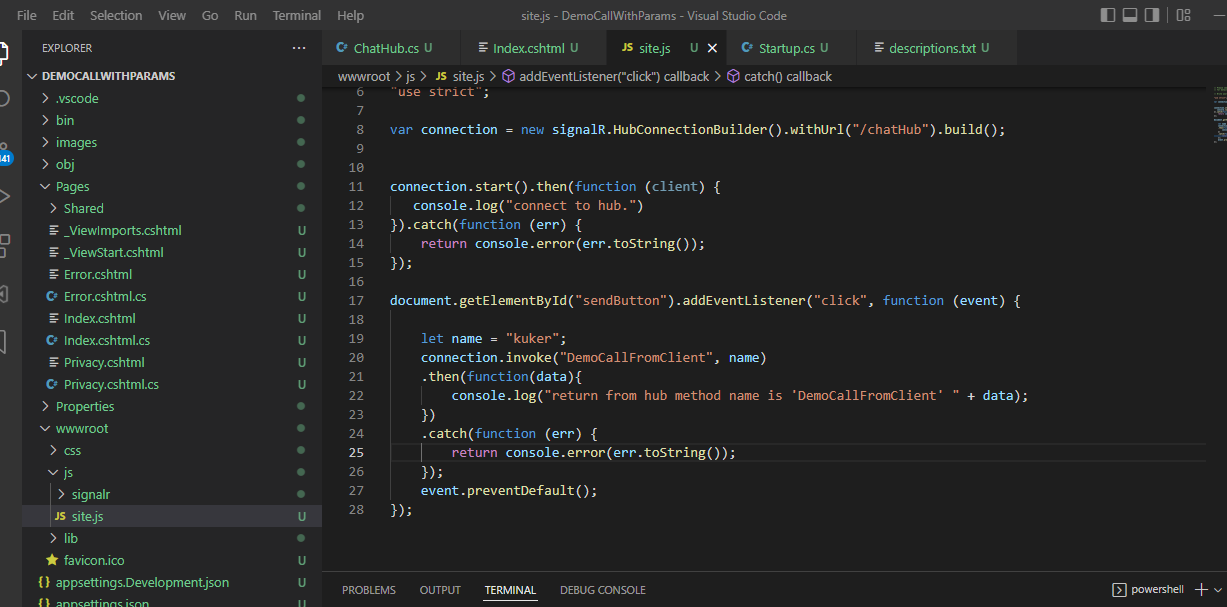 File Edit Selection View Go Run Terminal Help
site.js - DemoCallWithParams - Visual Studio Code
EXPLORER ...
DEMOCALLWITHPARAMS
.vscode
bin
images
obj
Pages
Shared
_ViewImports.cshtml U
_ViewStart.cshtml U
Error.cshtml U
Error.cshtml.cs U
Index.cshtml U
Index.cshtml.cs U
Privacy.cshtml U
Privacy.cshtml.cs U
Properties
wwwroot
css
js
signalr
JS site.js U
lib
favicon.ico U
{} appsettings.Development.json U
{} appsettings.json U
141
C# ChatHub.cs U Index.cshtml U JS site.js U C# Startup.cs U descriptions.txt U
wwwroot > js > JS site.js > addEventListener("click") callback > catch() callback
6 "use strict";
7
8 var connection = new signalR.HubConnectionBuilder().withUrl("/chatHub").build();
9
10
11 connection.start().then(function (client) {
12 console.log("connect to hub.")
13 }).catch(function (err) {
14 return console.error(err.toString());
15 });
16
17 document.getElementById("sendButton").addEventListener("click", function (event) {
18
19 let name = "kuker";
20 connection.invoke("DemoCallFromClient", name)
21 .then(function(data){
22 console.log("return from hub method name is 'DemoCallFromClient' " + data);
23 })
24 .catch(function (err) {
25 return console.error(err.toString());
26 });
27 event.preventDefault();
28 });
PROBLEMS OUTPUT TERMINAL DEBUG CONSOLE
powershell